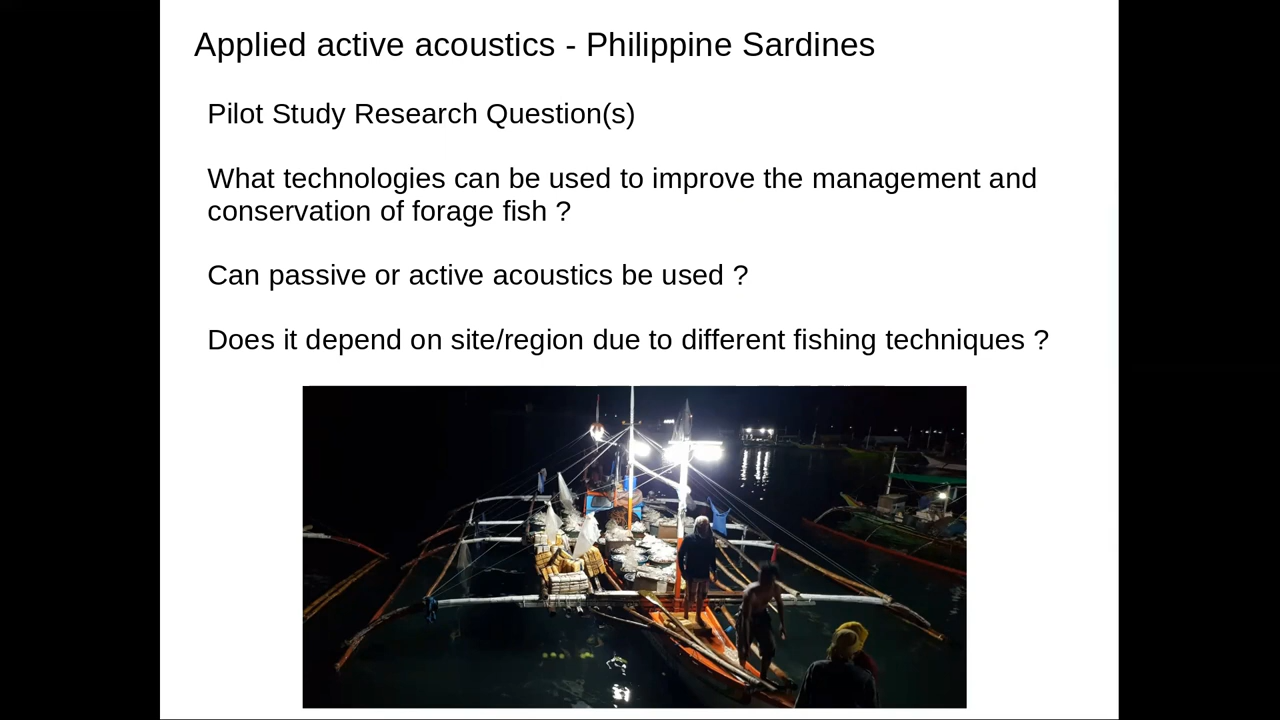 Applied active acoustics - Philippine Sardines
Pilot Study Research Question(s)
What technologies can be used to improve the management and
conservation of forage fish ?
Can passive or active acoustics be used ?
Does it depend on site/region due to different fishing techniques ?